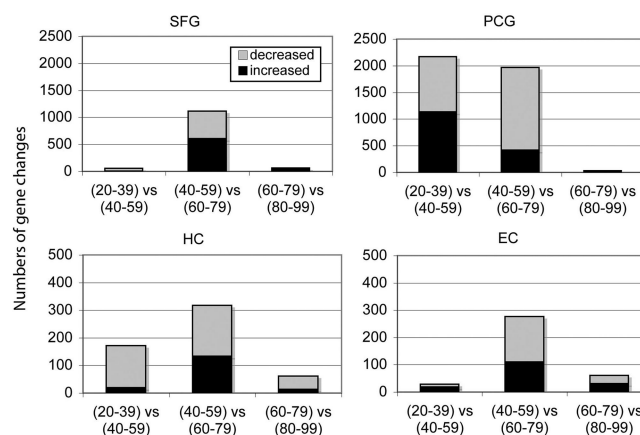 SFG
PCG
Numbers of gene changes
2500
2000
1500
1000
500
0
decreased
increased
(20-39) vs (40-59) vs (60-79) vs
(40-59) (60-79) (80-99)
2500
2000
1500
1000
500
0
(20-39) vs (40-59) vs (60-79) vs
(40-59) (60-79) (80-99)
HC
EC
500
400
300
200
100
0
(20-39) vs (40-59) vs (60-79) vs
(40-59) (60-79) (80-99)
500
400
300
200
100
0
(20-39) vs (40-59) vs (60-79) vs
(40-59) (60-79) (80-99)